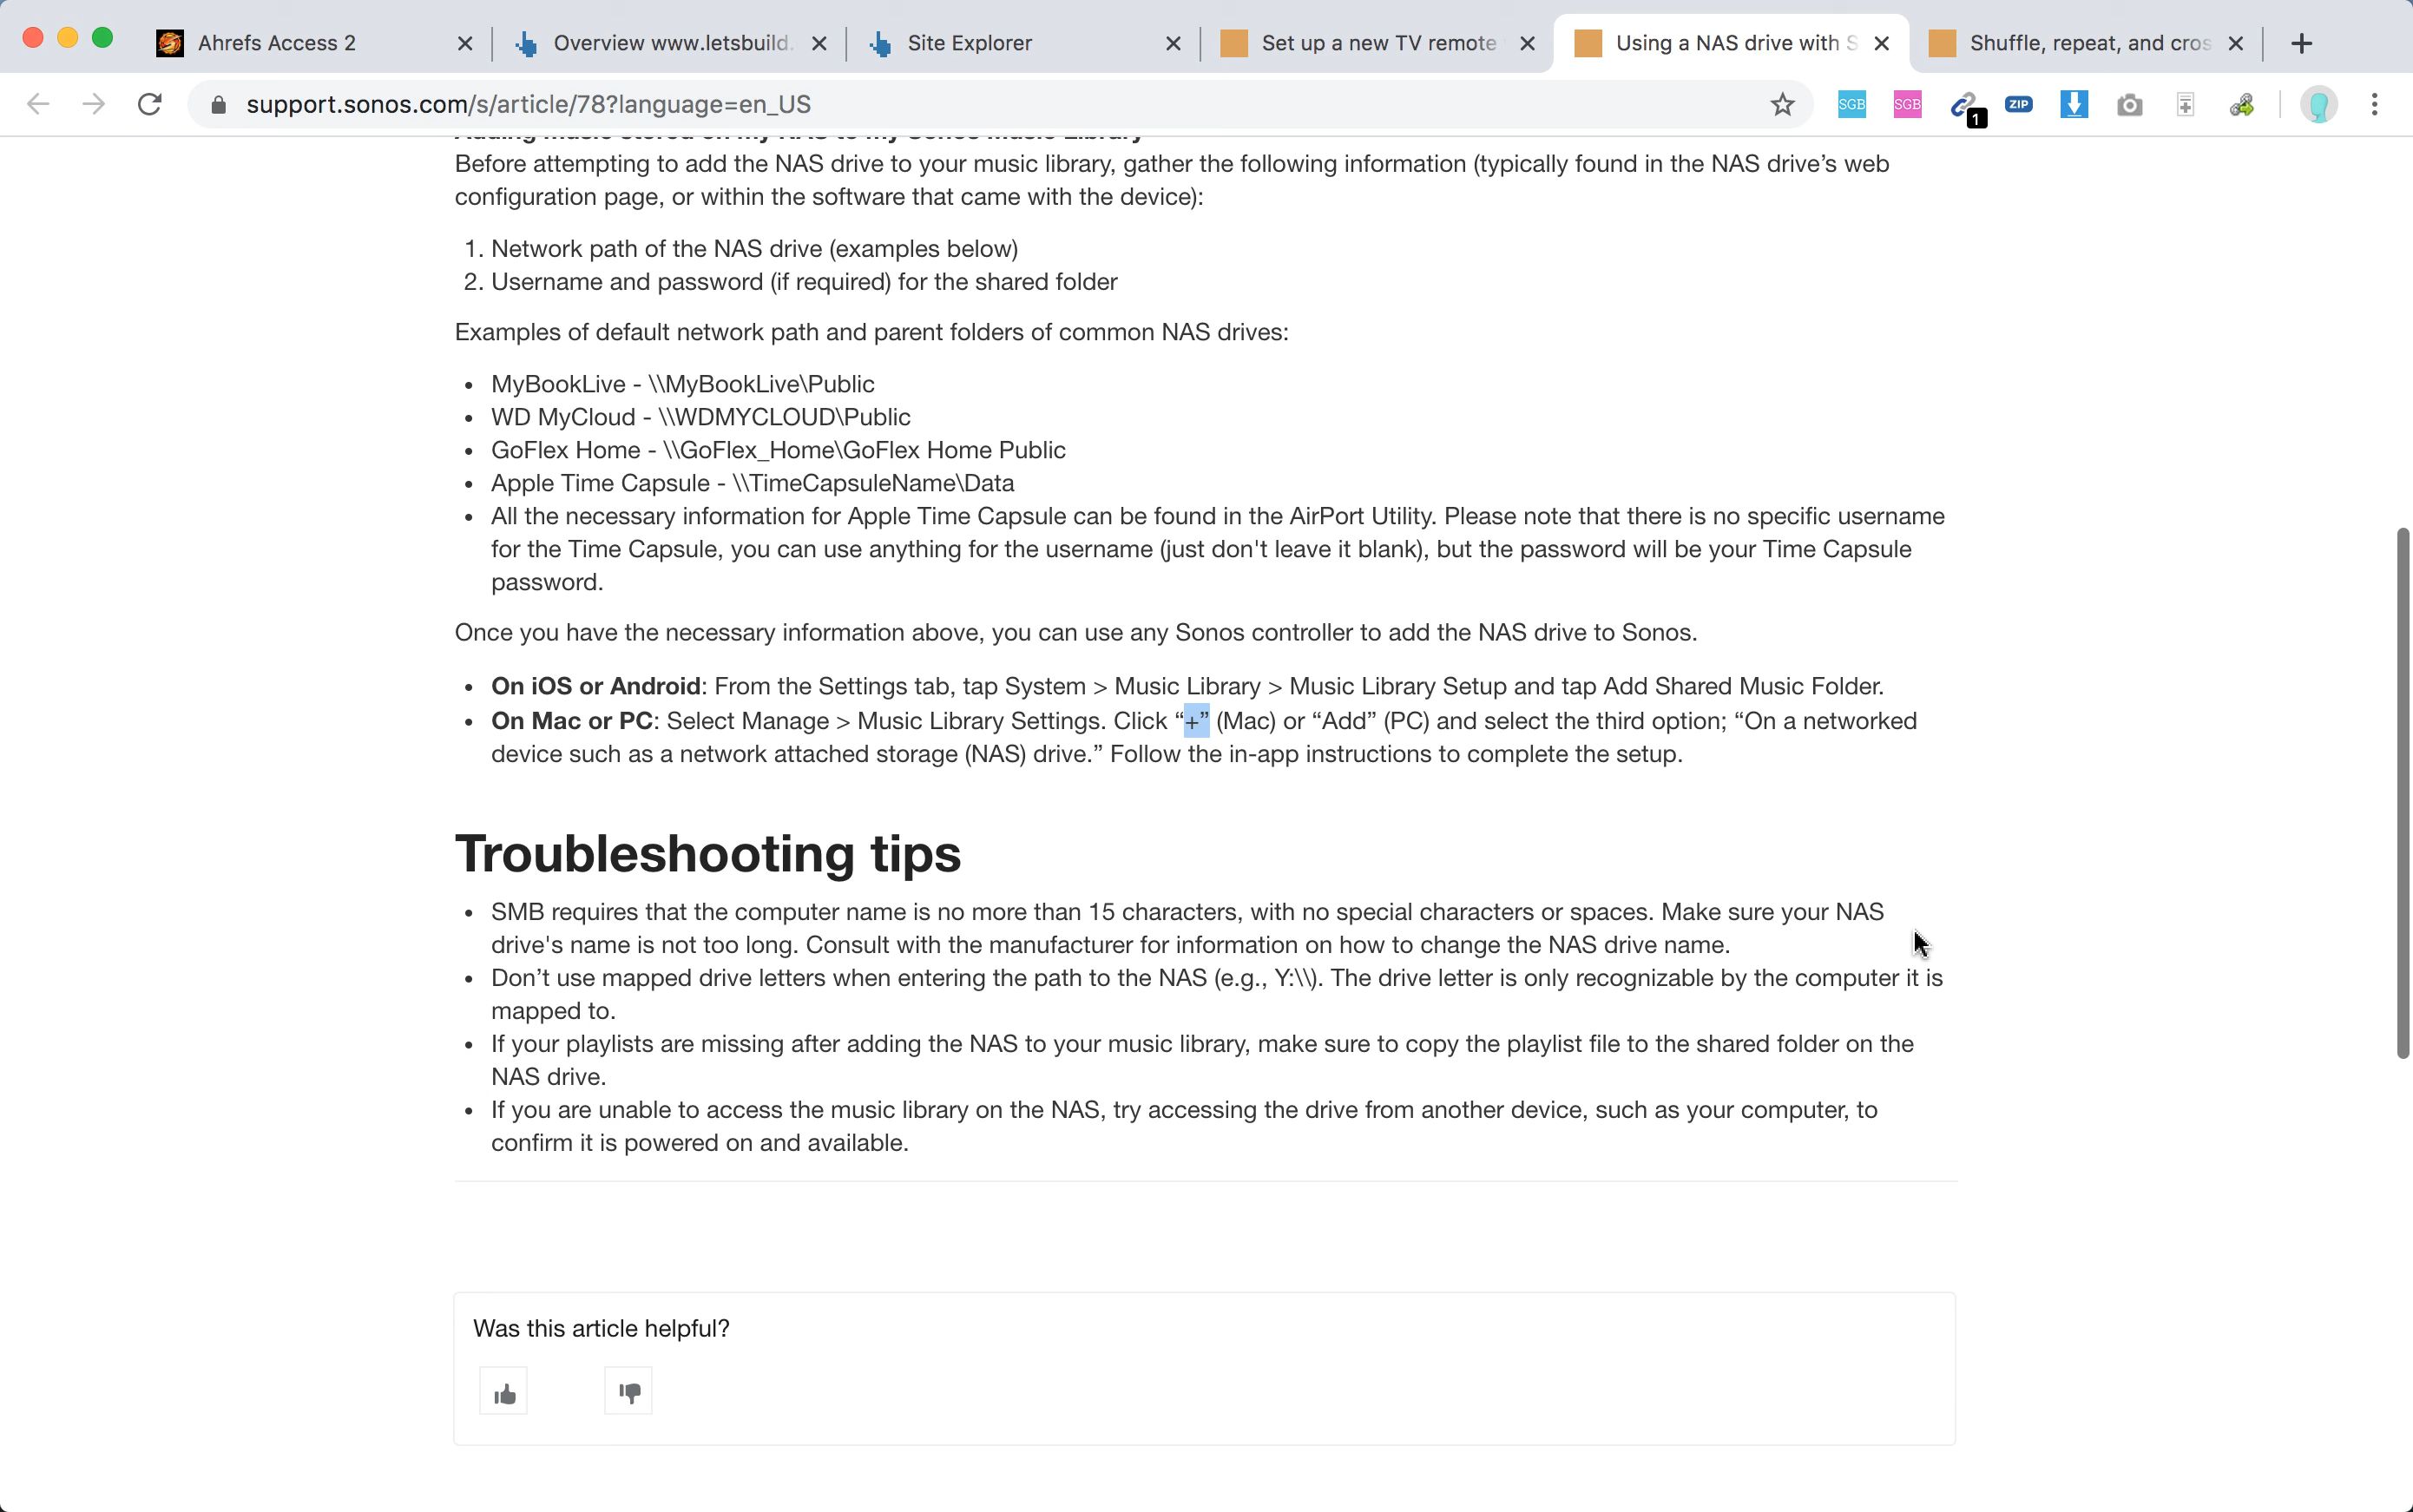 Ahrefs Access 2
Overview www.letsbuild.
Site Explorer
Set up a new TV remote
Using a NAS drive with S
Shuffle, repeat, and cros
support.sonos.com/s/article/78?language=en_US
SGB
SGB
1
ZIP
Adding music stored on my NAS to my Sonos Music Library
Before attempting to add the NAS drive to your music library, gather the following information (typically found in the NAS drive’s web
configuration page, or within the software that came with the device):
1. Network path of the NAS drive (examples below)
2. Username and password (if required) for the shared folder
Examples of default network path and parent folders of common NAS drives:
• MyBookLive - \\MyBookLive\Public
• WD MyCloud - \\WDMYCLOUD\Public
• GoFlex Home - \\GoFlex_Home\GoFlex Home Public
• Apple Time Capsule - \\TimeCapsuleName\Data
• All the necessary information for Apple Time Capsule can be found in the AirPort Utility. Please note that there is no specific username
for the Time Capsule, you can use anything for the username (just don't leave it blank), but the password will be your Time Capsule
password.
Once you have the necessary information above, you can use any Sonos controller to add the NAS drive to Sonos.
• On iOS or Android: From the Settings tab, tap System > Music Library > Music Library Setup and tap Add Shared Music Folder.
• On Mac or PC: Select Manage > Music Library Settings. Click “+” (Mac) or “Add” (PC) and select the third option; “On a networked
device such as a network attached storage (NAS) drive.” Follow the in-app instructions to complete the setup.
Troubleshooting tips
• SMB requires that the computer name is no more than 15 characters, with no special characters or spaces. Make sure your NAS
drive's name is not too long. Consult with the manufacturer for information on how to change the NAS drive name.
• Don’t use mapped drive letters when entering the path to the NAS (e.g., Y:\\). The drive letter is only recognizable by the computer it is
mapped to.
• If your playlists are missing after adding the NAS to your music library, make sure to copy the playlist file to the shared folder on the
NAS drive.
• If you are unable to access the music library on the NAS, try accessing the drive from another device, such as your computer, to
confirm it is powered on and available.
Was this article helpful?